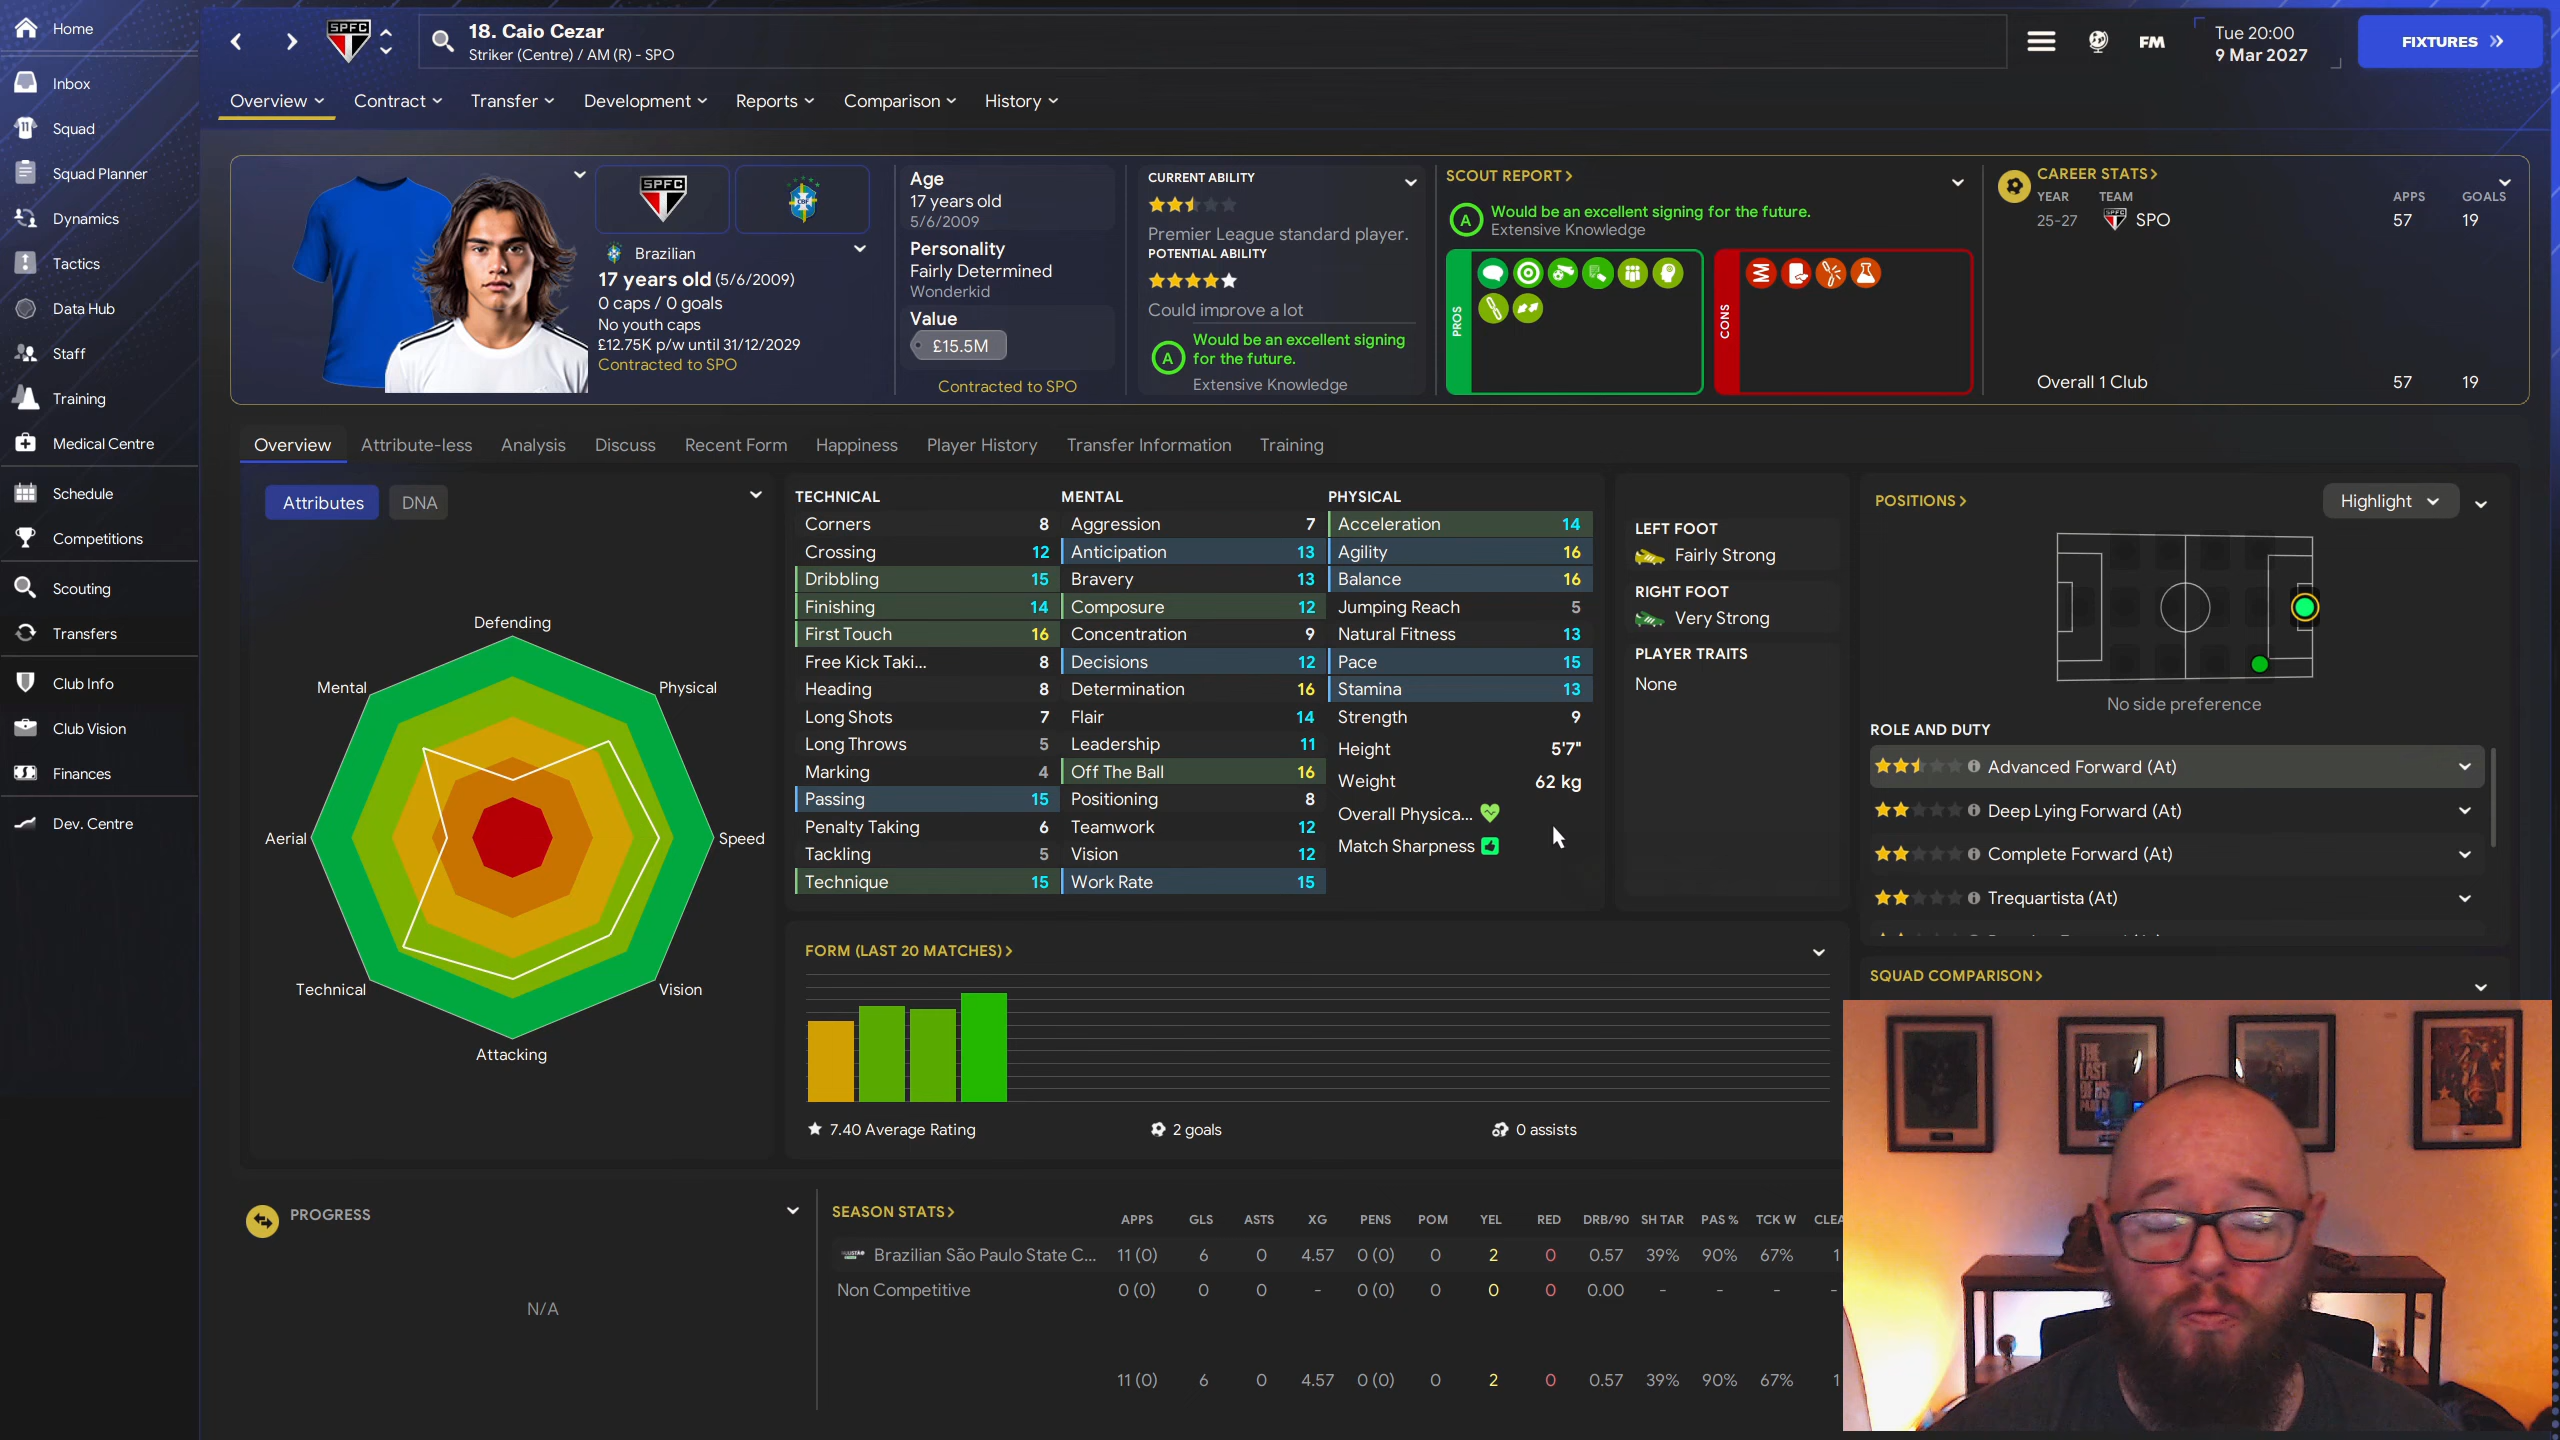 Home
Inbox
Squad
Squad Planner
Dynamics
Tactics
Data Hub
Staff
Training
Medical Centre
Schedule
Competitions
Scouting
Transfers
Club Info
Club Vision
Finances
Dev. Centre
SPFC
18. Caio Cezar
Striker (Centre) / AM (R) - SPO
FM
Tue 20:00
9 Mar 2027
FIXTURES
Overview
Contract
Transfer
Development
Reports
Comparison
History
SPFC
CBF
Brazilian
17 years old (5/6/2009)
0 caps / 0 goals
No youth caps
£12.75K p/w until 31/12/2029
Contracted to SPO
Age
17 years old
5/6/2009
Personality
Fairly Determined
Wonderkid
Value
£15.5M
Contracted to SPO
CURRENT ABILITY
Premier League standard player.
POTENTIAL ABILITY
Could improve a lot
A
Would be an excellent signing
for the future.
Extensive Knowledge
SCOUT REPORT
A
Would be an excellent signing for the future.
Extensive Knowledge
PROS
CONS
CAREER STATS
YEAR TEAM APPS GOALS
25-27 SPO 57 19
Overall 1 Club 57 19
Overview
Attribute-less
Analysis
Discuss
Recent Form
Happiness
Player History
Transfer Information
Training
Attributes
DNA
Defending
Physical
Speed
Vision
Attacking
Technical
Aerial
Mental
TECHNICAL
Corners 8
Crossing 12
Dribbling 15
Finishing 14
First Touch 16
Free Kick Taki... 8
Heading 8
Long Shots 7
Long Throws 5
Marking 4
Passing 15
Penalty Taking 6
Tackling 5
Technique 15
MENTAL
Aggression 7
Anticipation 13
Bravery 13
Composure 12
Concentration 9
Decisions 12
Determination 16
Flair 14
Leadership 11
Off The Ball 16
Positioning 8
Teamwork 12
Vision 12
Work Rate 15
PHYSICAL
Acceleration 14
Agility 16
Balance 16
Jumping Reach 5
Natural Fitness 13
Pace 15
Stamina 13
Strength 9
Height 5'7"
Weight 62 kg
Overall Physica...
Match Sharpness
LEFT FOOT
Fairly Strong
RIGHT FOOT
Very Strong
PLAYER TRAITS
None
POSITIONS
Highlight
No side preference
ROLE AND DUTY
Advanced Forward (At)
Deep Lying Forward (At)
Complete Forward (At)
Trequartista (At)
SQUAD COMPARISON
FORM (LAST 20 MATCHES)
7.40 Average Rating
2 goals
0 assists
PROGRESS
N/A
SEASON STATS
APPS GLS ASTS XG PENS POM YEL RED DRB/90 SH TAR PAS % TCK W CLEA
Brazilian São Paulo State C... 11 (0) 6 0 4.57 0 (0) 0 2 0 0.57 39% 90% 67% 1
Non Competitive 0 (0) 0 0 - 0 (0) 0 0 0 0.00 - - - -
11 (0) 6 0 4.57 0 (0) 0 2 0 0.57 39% 90% 67% 1
THE
LAST
OF